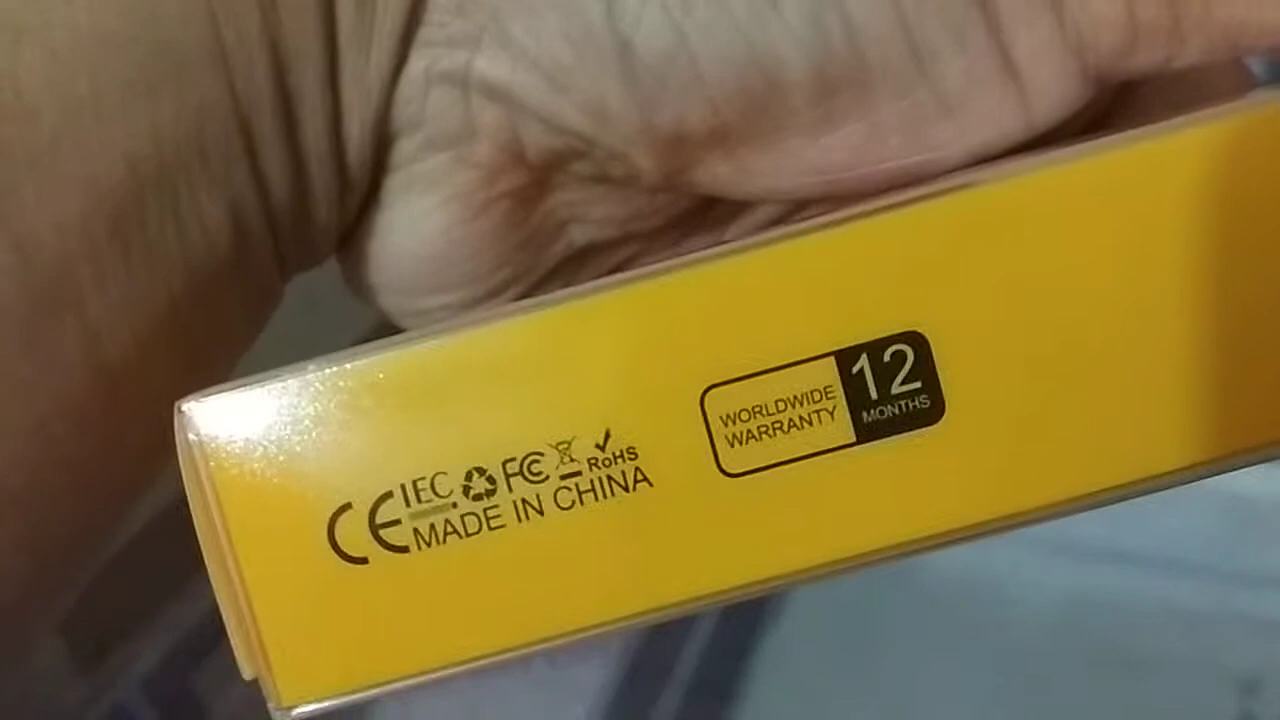 CE IEC FC RoHS
MADE IN CHINA
WORLDWIDE
WARRANTY
12
MONTHS